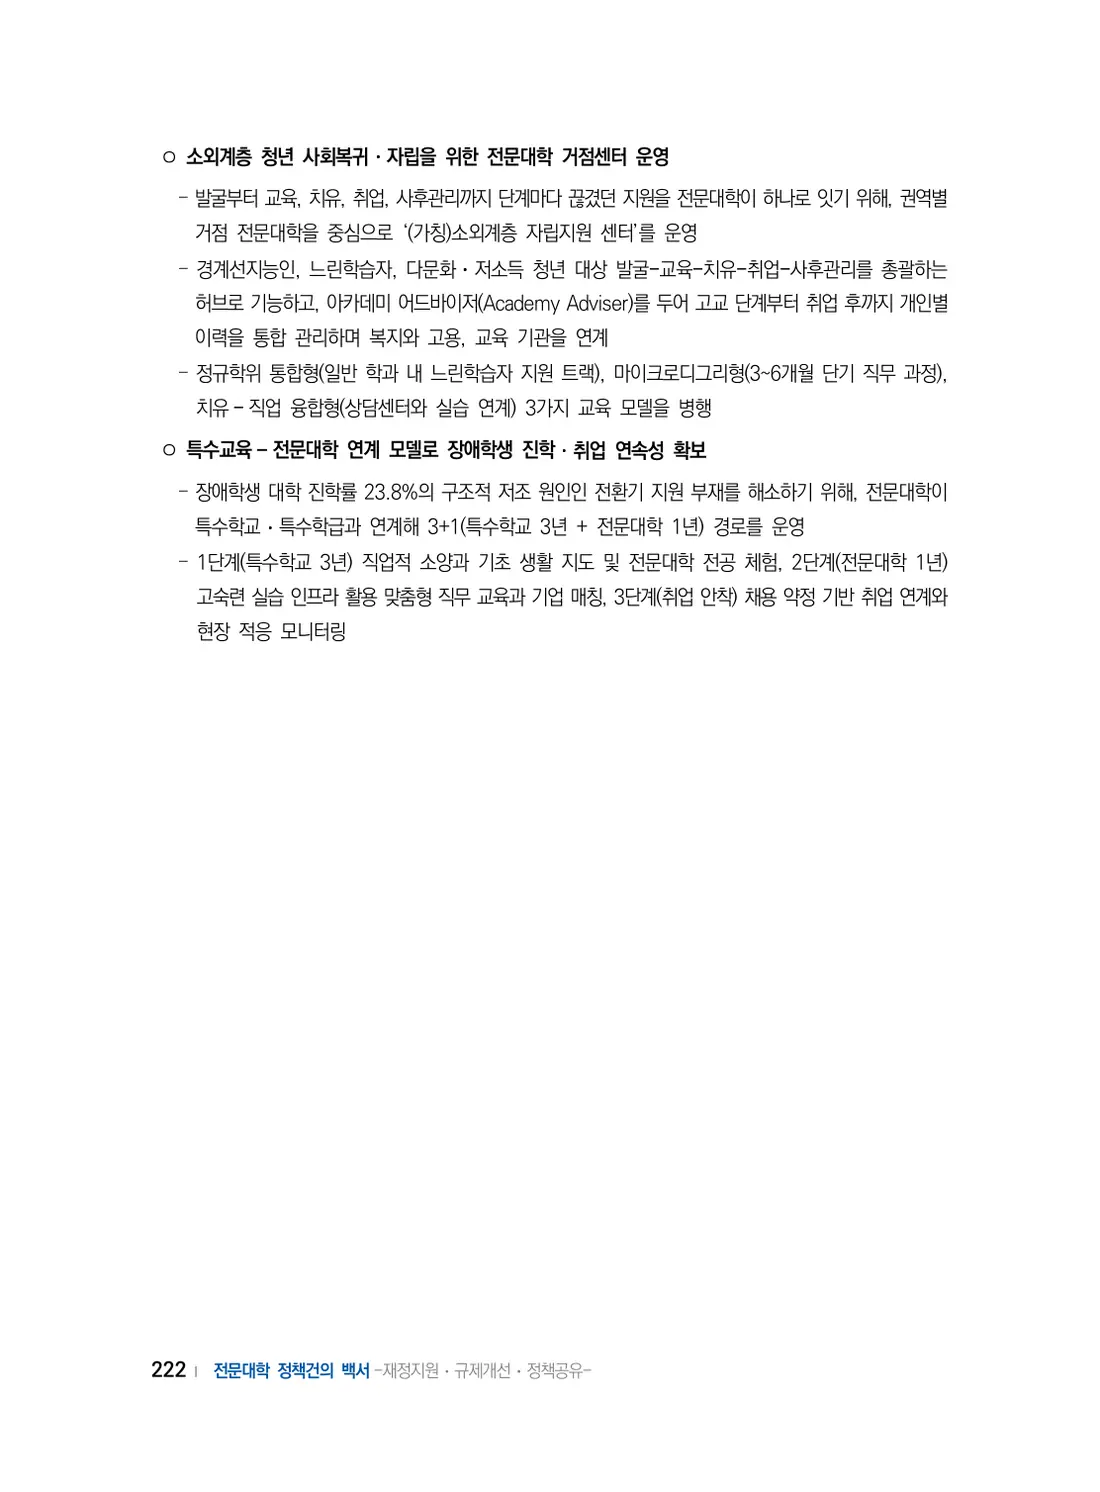 ○ 소외계층 청년 사회복귀·자립을 위한 전문대학 거점센터 운영
- 발굴부터 교육, 치유, 취업, 사후관리까지 단계마다 끊겼던 지원을 전문대학이 하나로 잇기 위해, 권역별
거점 전문대학을 중심으로 ‘(가칭)소외계층 자립지원 센터’를 운영
- 경계선지능인, 느린학습자, 다문화·저소득 청년 대상 발굴-교육-치유-취업-사후관리를 총괄하는
허브로 기능하고, 아카데미 어드바이저(Academy Adviser)를 두어 고교 단계부터 취업 후까지 개인별
이력을 통합 관리하며 복지와 고용, 교육 기관을 연계
- 정규학위 통합형(일반 학과 내 느린학습자 지원 트랙), 마이크로디그리형(3~6개월 단기 직무 과정),
치유-직업 융합형(상담센터와 실습 연계) 3가지 교육 모델을 병행
○ 특수교육-전문대학 연계 모델로 장애학생 진학·취업 연속성 확보
- 장애학생 대학 진학률 23.8%의 구조적 저조 원인인 전환기 지원 부재를 해소하기 위해, 전문대학이
특수학교·특수학급과 연계해 3+1(특수학교 3년 + 전문대학 1년) 경로를 운영
- 1단계(특수학교 3년) 직업적 소양과 기초 생활 지도 및 전문대학 전공 체험, 2단계(전문대학 1년)
고숙련 실습 인프라 활용 맞춤형 직무 교육과 기업 매칭, 3단계(취업 안착) 채용 약정 기반 취업 연계와
현장 적응 모니터링
222 | 전문대학 정책건의 백서 -재정지원·규제개선·정책공유-